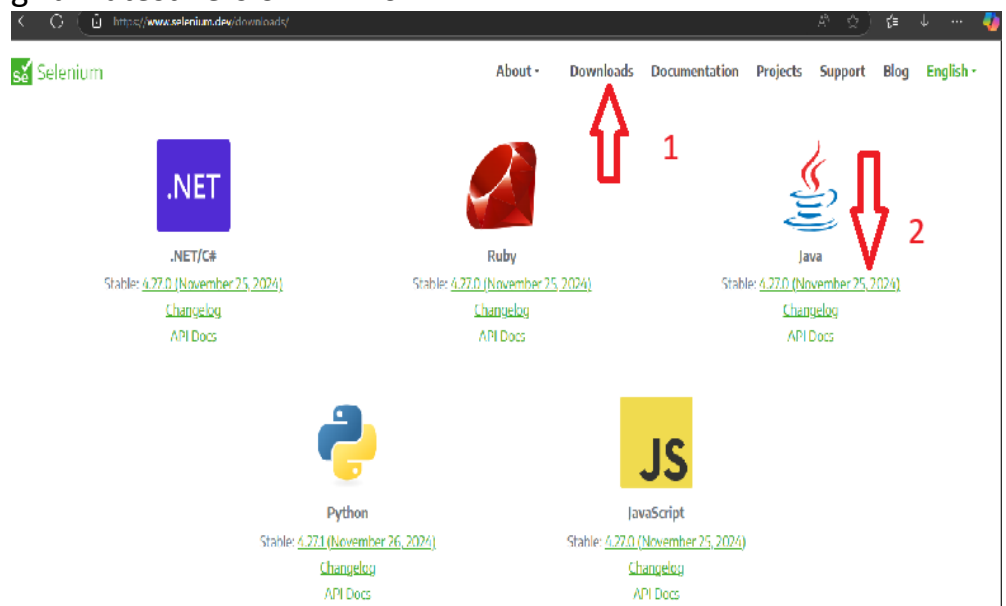 https://www.selenium.dev/downloads/
Se Selenium
About Downloads Documentation Projects Support Blog English
1
2
.NET
.NET/C#
Stable: 4.27.0 (November 25, 2024)
Changelog
API Docs
Ruby
Stable: 4.27.0 (November 25, 2024)
Changelog
API Docs
Java
Stable: 4.27.0 (November 25, 2024)
Changelog
API Docs
Python
Stable: 4.27.1 (November 26, 2024)
Changelog
API Docs
JS
JavaScript
Stable: 4.27.0 (November 25, 2024)
Changelog
API Docs